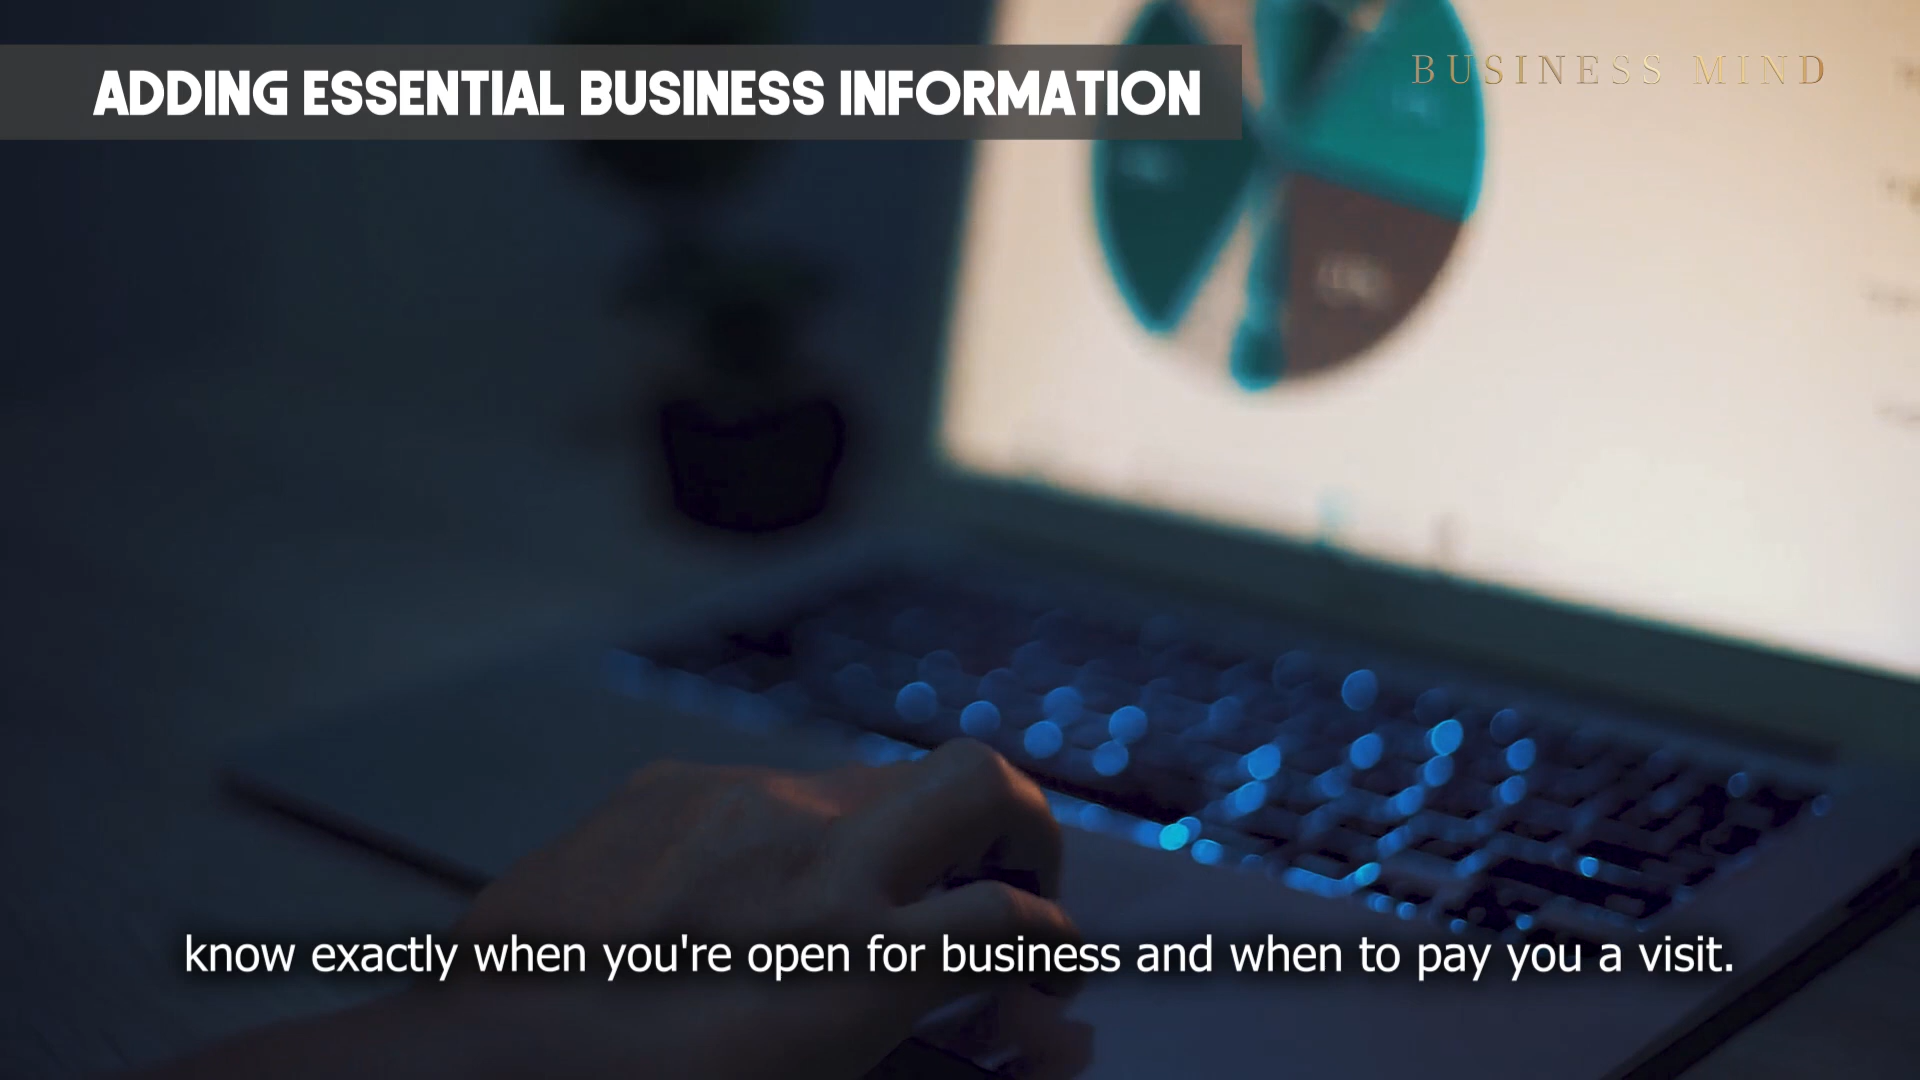 ADDING ESSENTIAL BUSINESS INFORMATION
BUSINESS MIND
know exactly when you're open for business and when to pay you a visit.